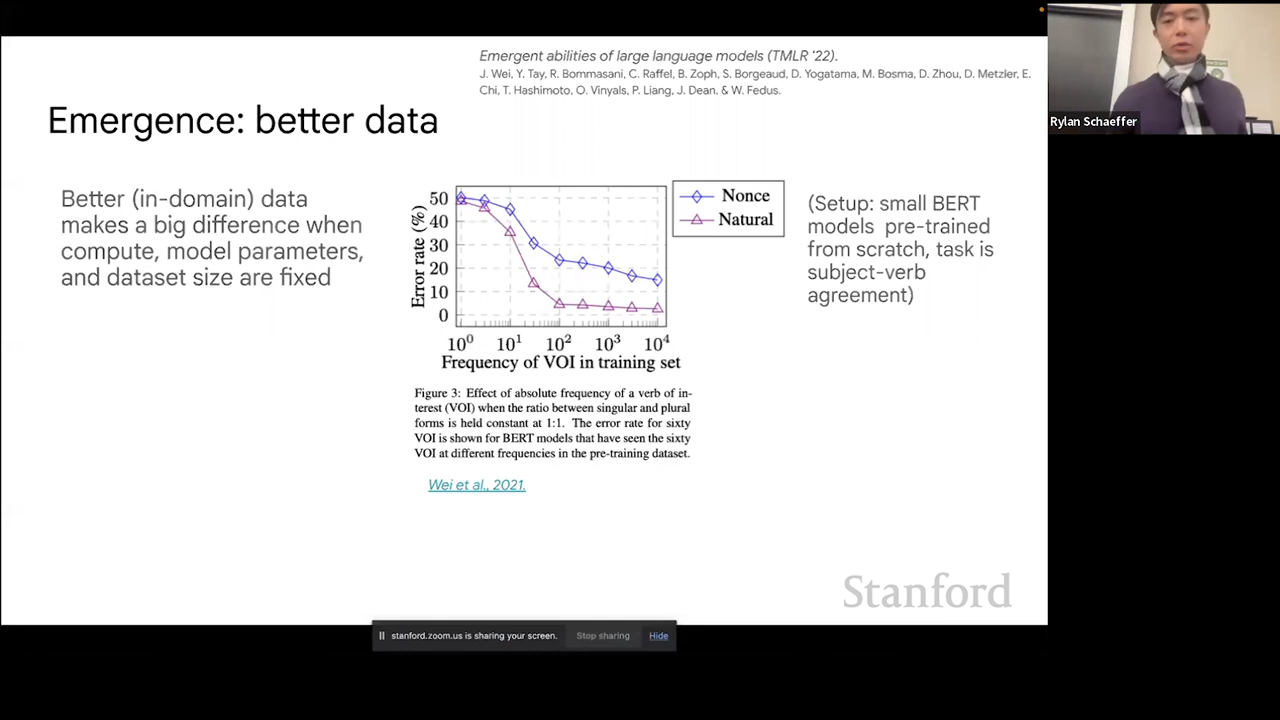 Emergent abilities of large language models (TMLR '22).
J. Wei, Y. Tay, R. Bommasani, C. Raffel, B. Zoph, S. Borgeaud, D. Yogatama, M. Bosma, D. Zhou, D. Metzler, E.
Chi, T. Hashimoto, O. Vinyals, P. Liang, J. Dean, & W. Fedus.
Rylan Schaeffer
Emergence: better data
Better (in-domain) data
makes a big difference when
compute, model parameters,
and dataset size are fixed
Error rate (%)
50
40
30
20
10
0
10⁰ 10¹ 10² 10³ 10⁴
Frequency of VOI in training set
Nonce
Natural
(Setup: small BERT
models pre-trained
from scratch, task is
subject-verb
agreement)
Figure 3: Effect of absolute frequency of a verb of in-
terest (VOI) when the ratio between singular and plural
forms is held constant at 1:1. The error rate for sixty
VOI is shown for BERT models that have seen the sixty
VOI at different frequencies in the pre-training dataset.
Wei et al., 2021.
Stanford
stanford.zoom.us is sharing your screen. Stop sharing Hide